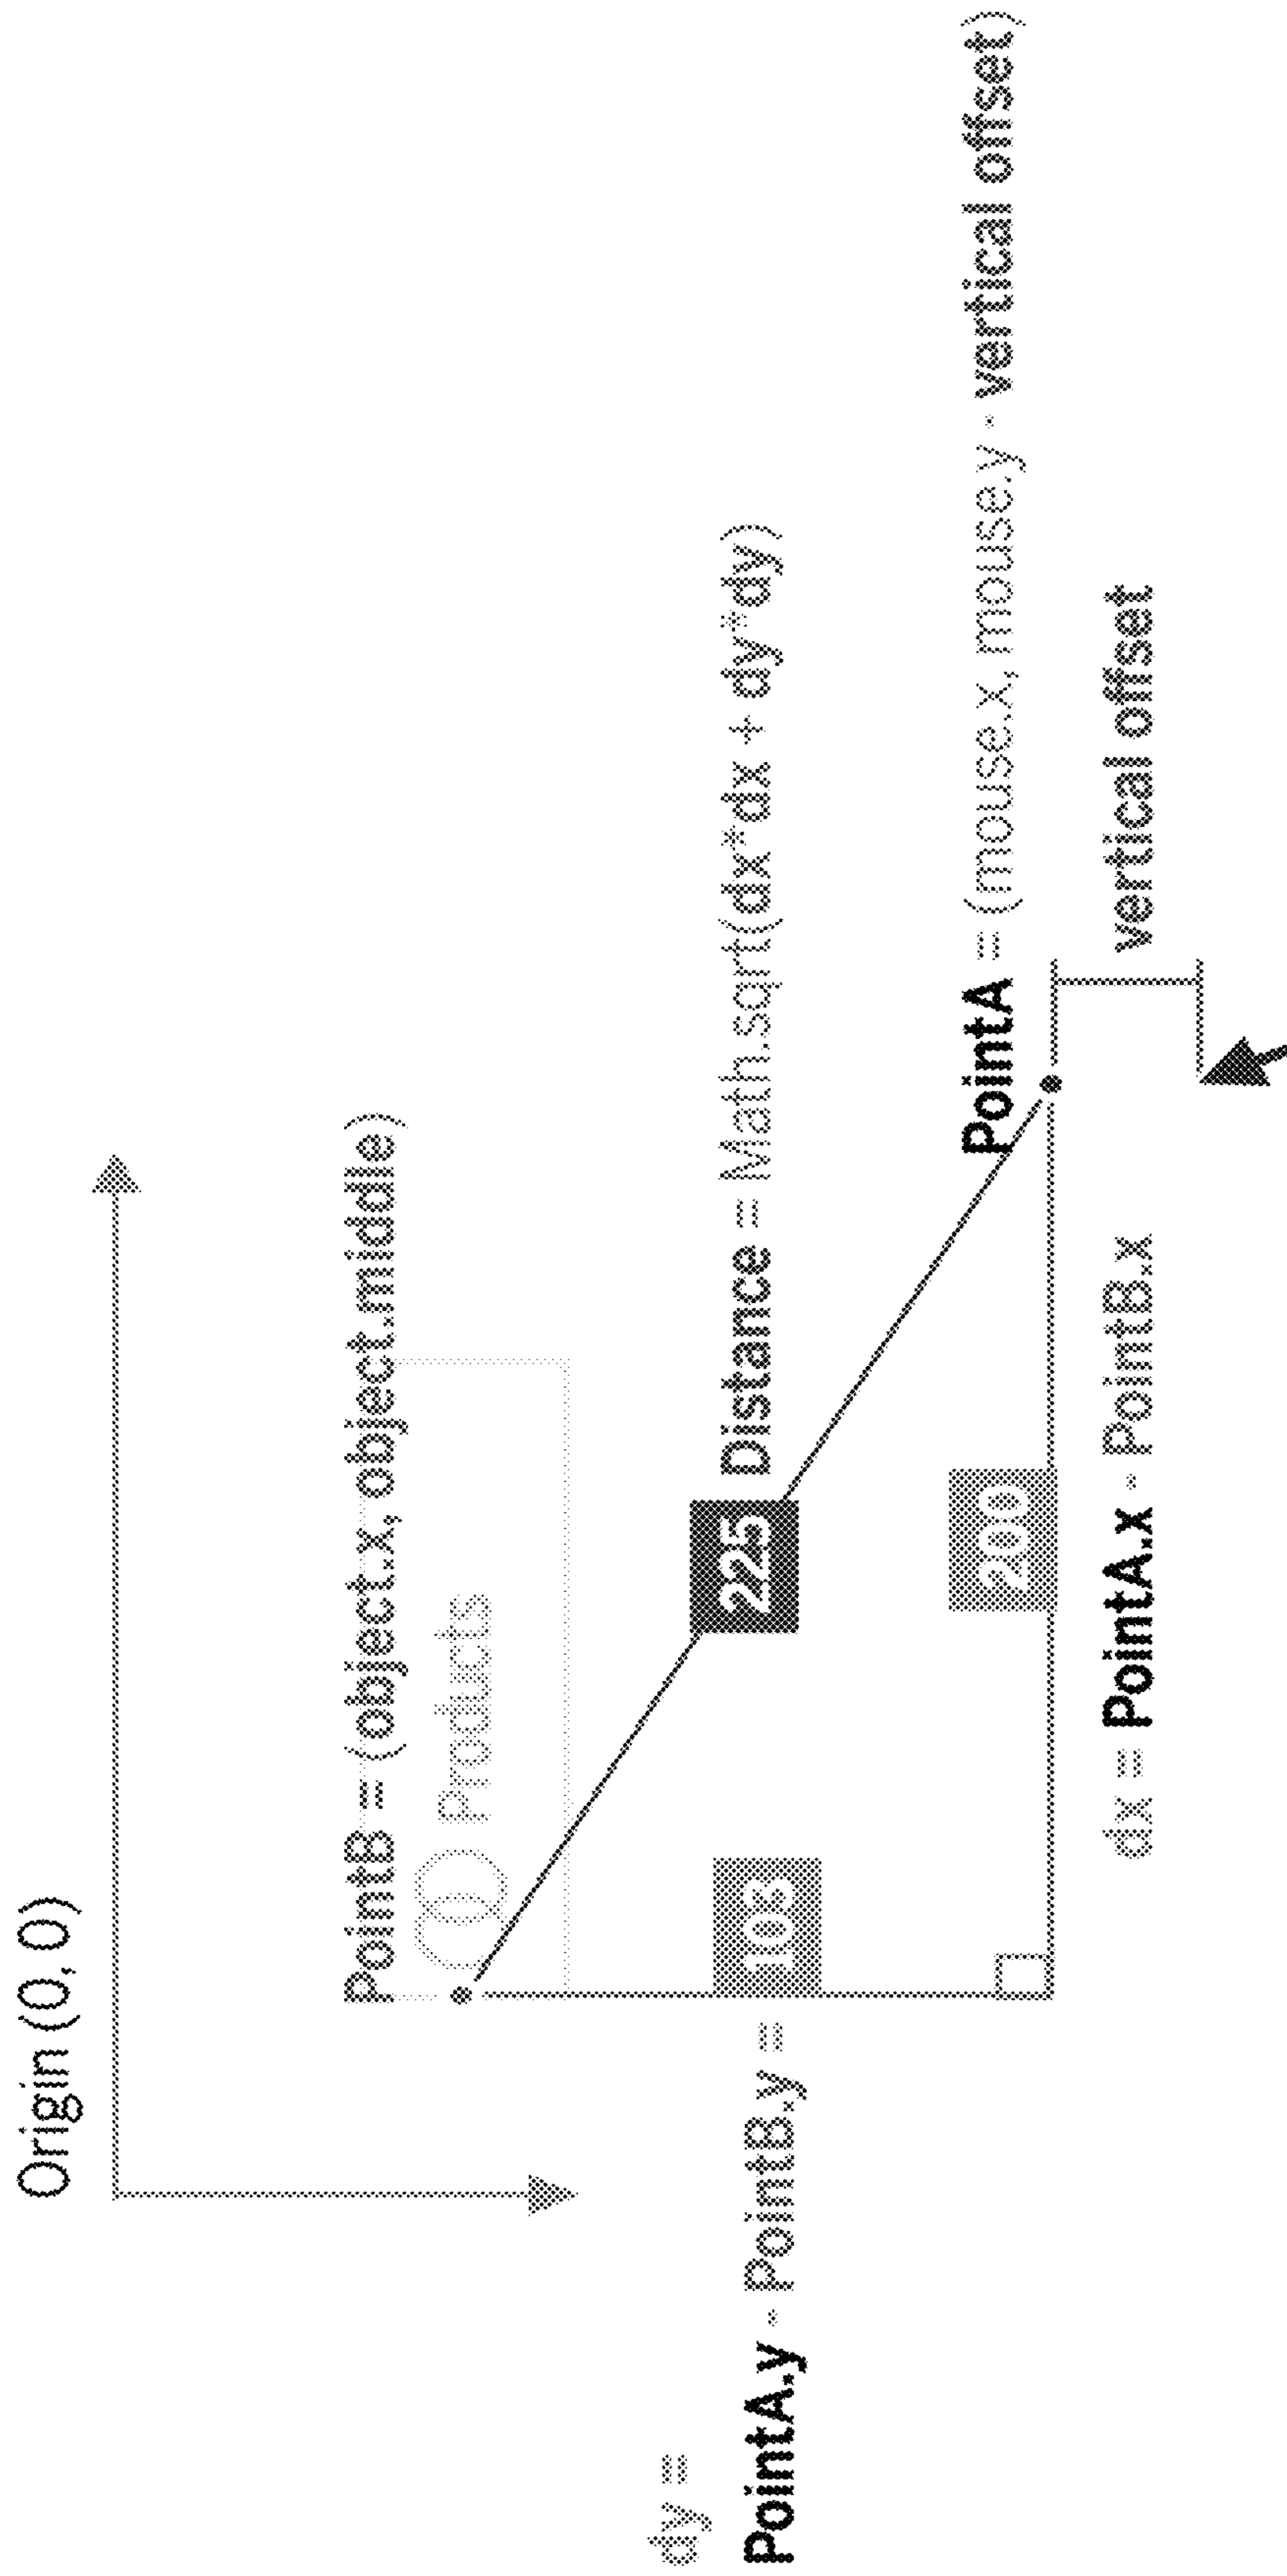 Origin (0, 0)
PointB = (object.x, object.middle)
Products
dy =
PointA.y - PointB.y =
103
225
Distance = Math.sqrt(dx*dx + dy*dy)
PointA = (mouse.x, mouse.y - vertical offset)
200
dx = PointA.x - PointB.x
vertical offset